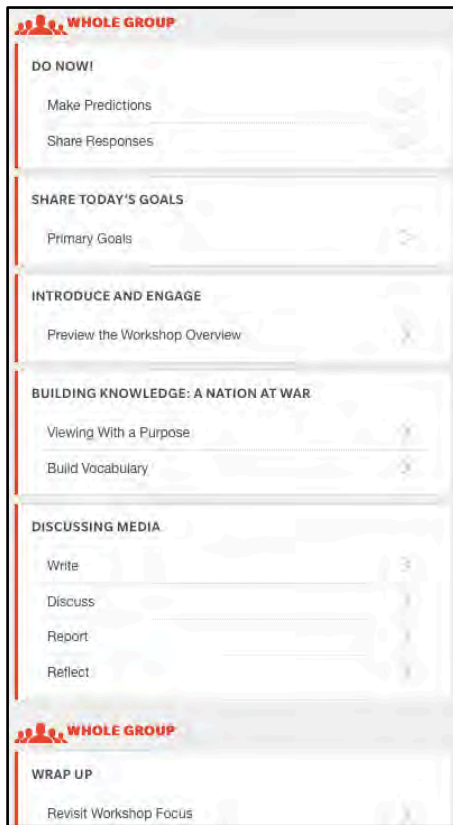 WHOLE GROUP
DO NOW!
Make Predictions
Share Responses
SHARE TODAY'S GOALS
Primary Goals
INTRODUCE AND ENGAGE
Preview the Workshop Overview
BUILDING KNOWLEDGE: A NATION AT WAR
Viewing With a Purpose
Build Vocabulary
DISCUSSING MEDIA
Write
Discuss
Report
Reflect
WHOLE GROUP
WRAP UP
Revisit Workshop Focus